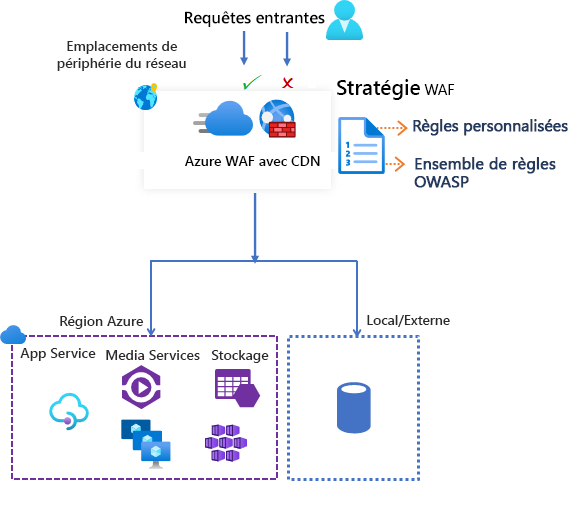 Requêtes entrantes
Emplacements de
périphérie du réseau
Stratégie WAF
Azure WAF avec CDN
1
2
3
Règles personnalisées
Ensemble de règles
OWASP
Région Azure
Local/Externe
App Service
Media Services
Stockage